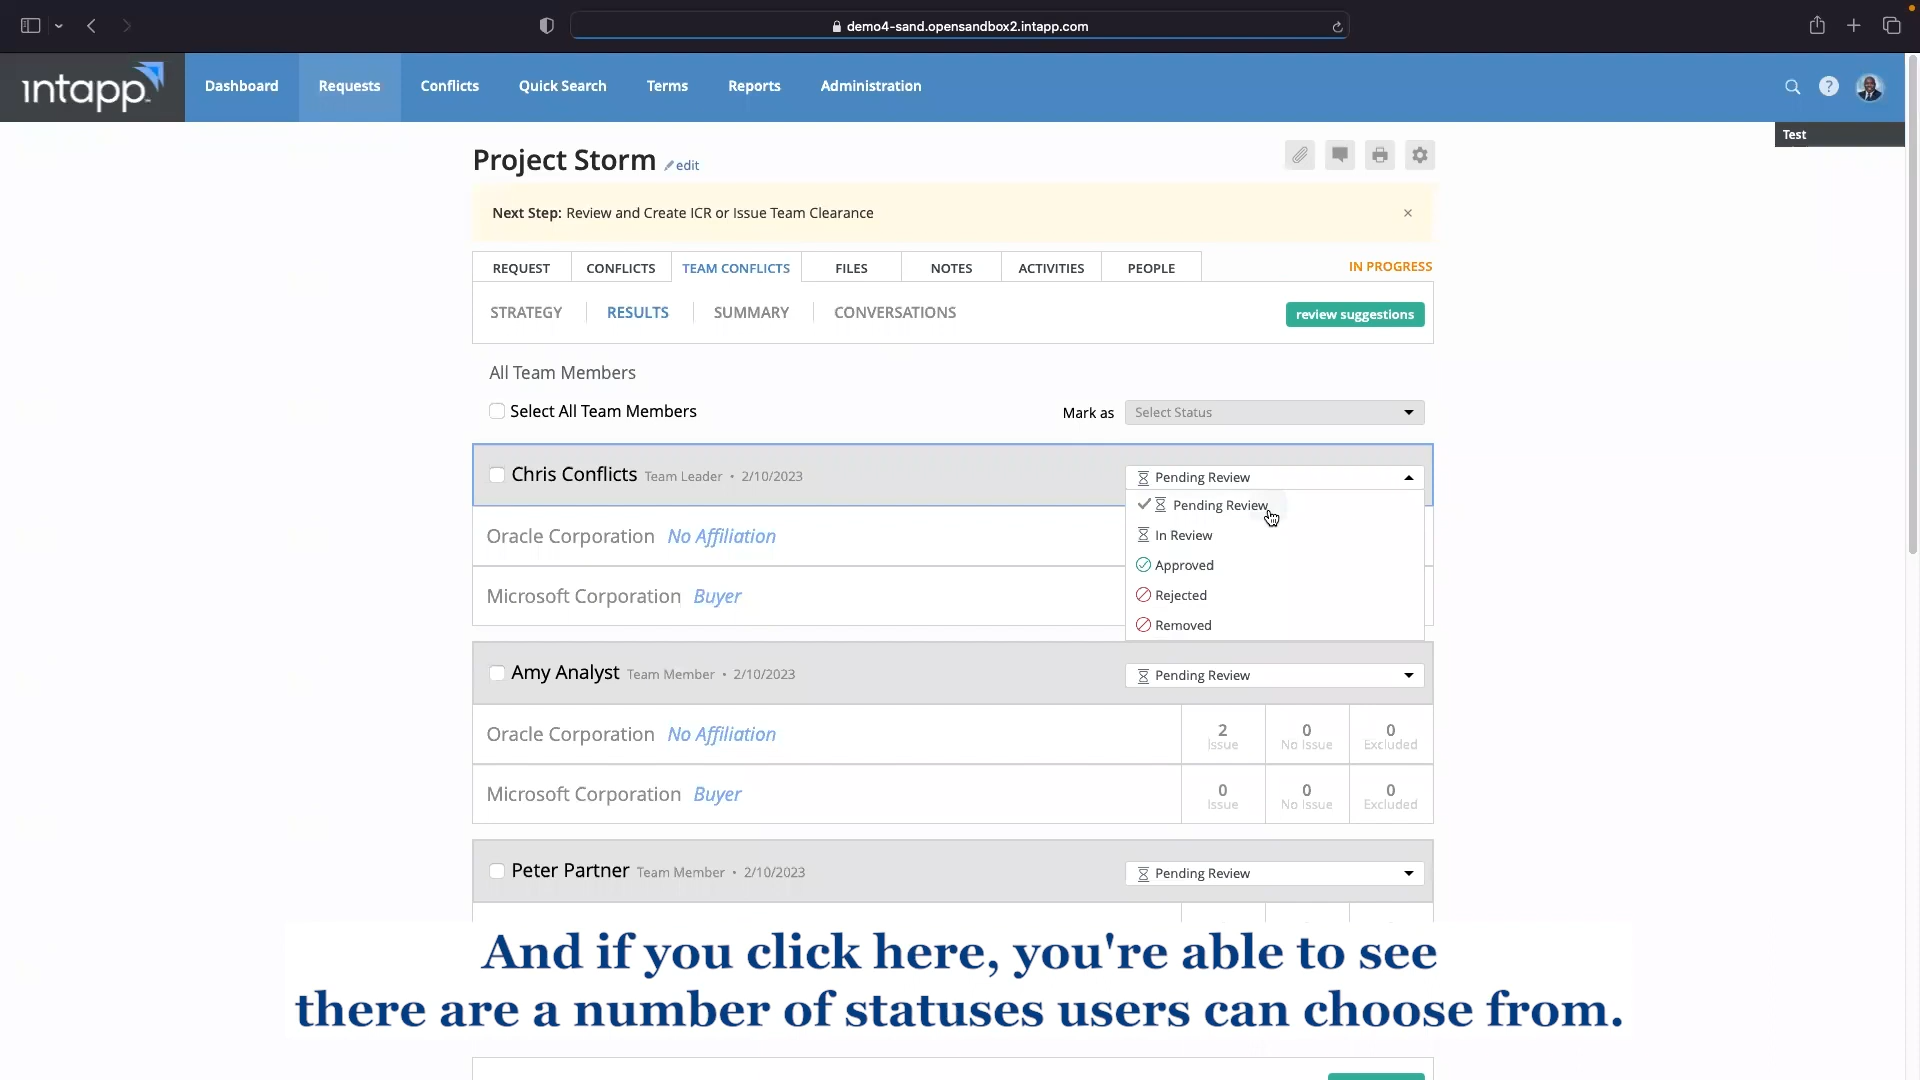 demo4-sand.opensandbox2.intapp.com
intapp
Dashboard Requests Conflicts Quick Search Terms Reports Administration ?
Test
Project Storm edit
Next Step: Review and Create ICR or Issue Team Clearance ×
REQUEST CONFLICTS TEAM CONFLICTS FILES NOTES ACTIVITIES PEOPLE IN PROGRESS
STRATEGY RESULTS SUMMARY CONVERSATIONS review suggestions
All Team Members
Select All Team Members Mark as Select Status
Chris Conflicts Team Leader • 2/10/2023 Pending Review
Pending Review
Oracle Corporation No Affiliation In Review
Approved
Microsoft Corporation Buyer Rejected
Removed
Amy Analyst Team Member • 2/10/2023 Pending Review
Oracle Corporation No Affiliation 2 0 0
Issue No Issue Excluded
Microsoft Corporation Buyer 0 0 0
Issue No Issue Excluded
Peter Partner Team Member • 2/10/2023 Pending Review
And if you click here, you're able to see
there are a number of statuses users can choose from.